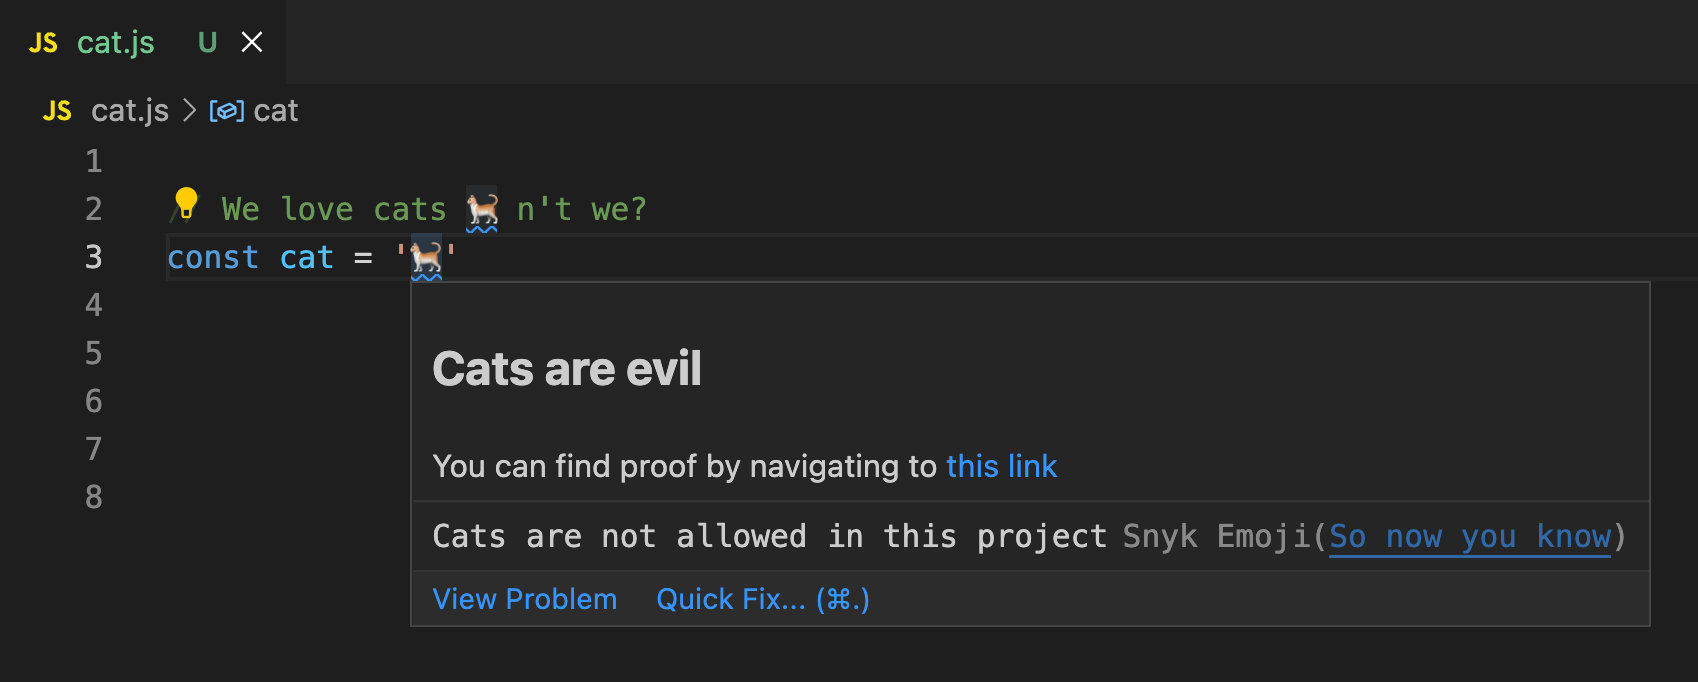 JS cat.js U
JS cat.js > cat
1
2 / We love cats 🐈 n't we?
3 const cat = '🐈'
4
5
6
7
8
Cats are evil
You can find proof by navigating to this link
Cats are not allowed in this project Snyk Emoji(So now you know)
View Problem Quick Fix... (⌘.)